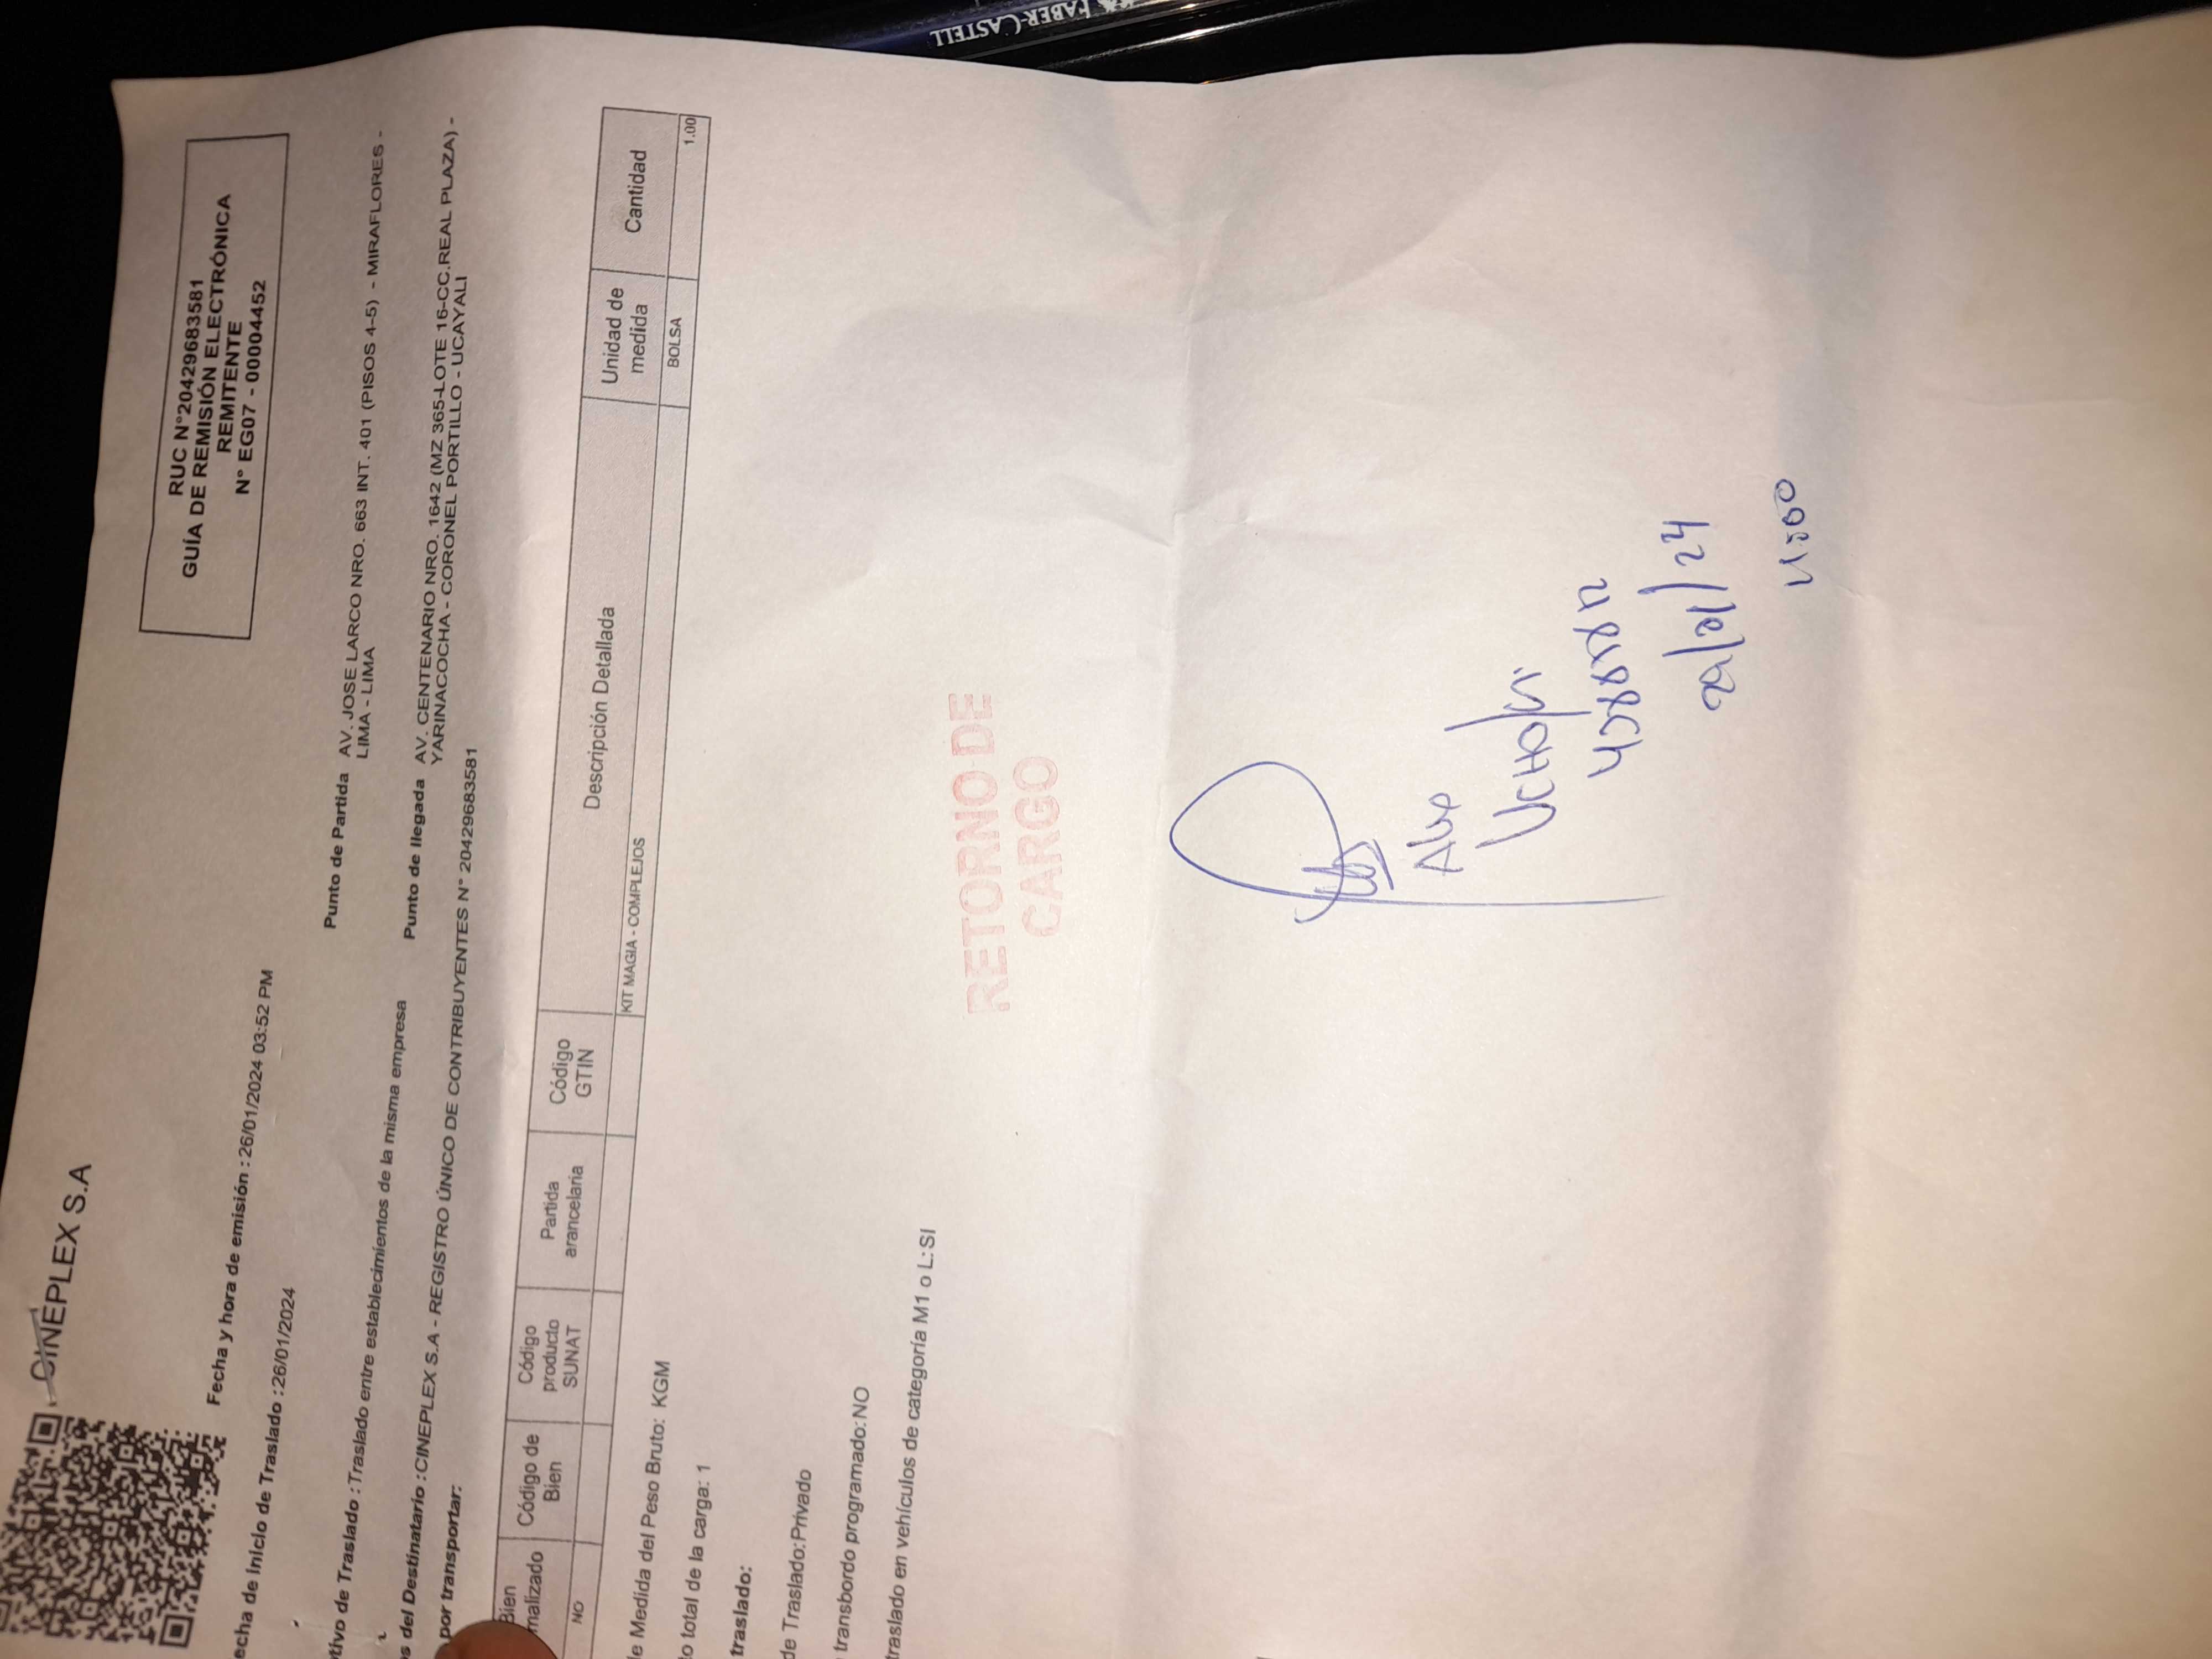 FABER-CASTELL
CINEPLEX S.A
RUC N°20429683581
GUÍA DE REMISIÓN ELECTRÓNICA
REMITENTE
N° EG07 - 00004452
Fecha y hora de emisión : 26/01/2024 03:52 PM
echa de inicio de Traslado : 26/01/2024
Punto de Partida AV. JOSE LARCO NRO. 663 INT. 401 (PISOS 4-5) - MIRAFLORES -
LIMA - LIMA
tivo de Traslado : Traslado entre establecimientos de la misma empresa
Punto de llegada AV. CENTENARIO NRO. 1642 (MZ 365-LOTE 16-CC.REAL PLAZA) -
YARINACOCHA - CORONEL PORTILLO - UCAYALI
s del Destinatario : CINEPLEX S.A - REGISTRO ÚNICO DE CONTRIBUYENTES N° 20429683581
por transportar:
Bien
malizado
Código de
Bien
Código
producto
SUNAT
Partida
arancelaria
Código
GTIN
Descripción Detallada
Unidad de
medida
Cantidad
NO
KIT MAGIA - COMPLEJOS
BOLSA
1.00
e Medida del Peso Bruto: KGM
o total de la carga: 1
traslado:
de Traslado:Privado
transbordo programado:NO
traslado en vehículos de categoría M1 o L:SI
RETORNO DE
CARGO
/24